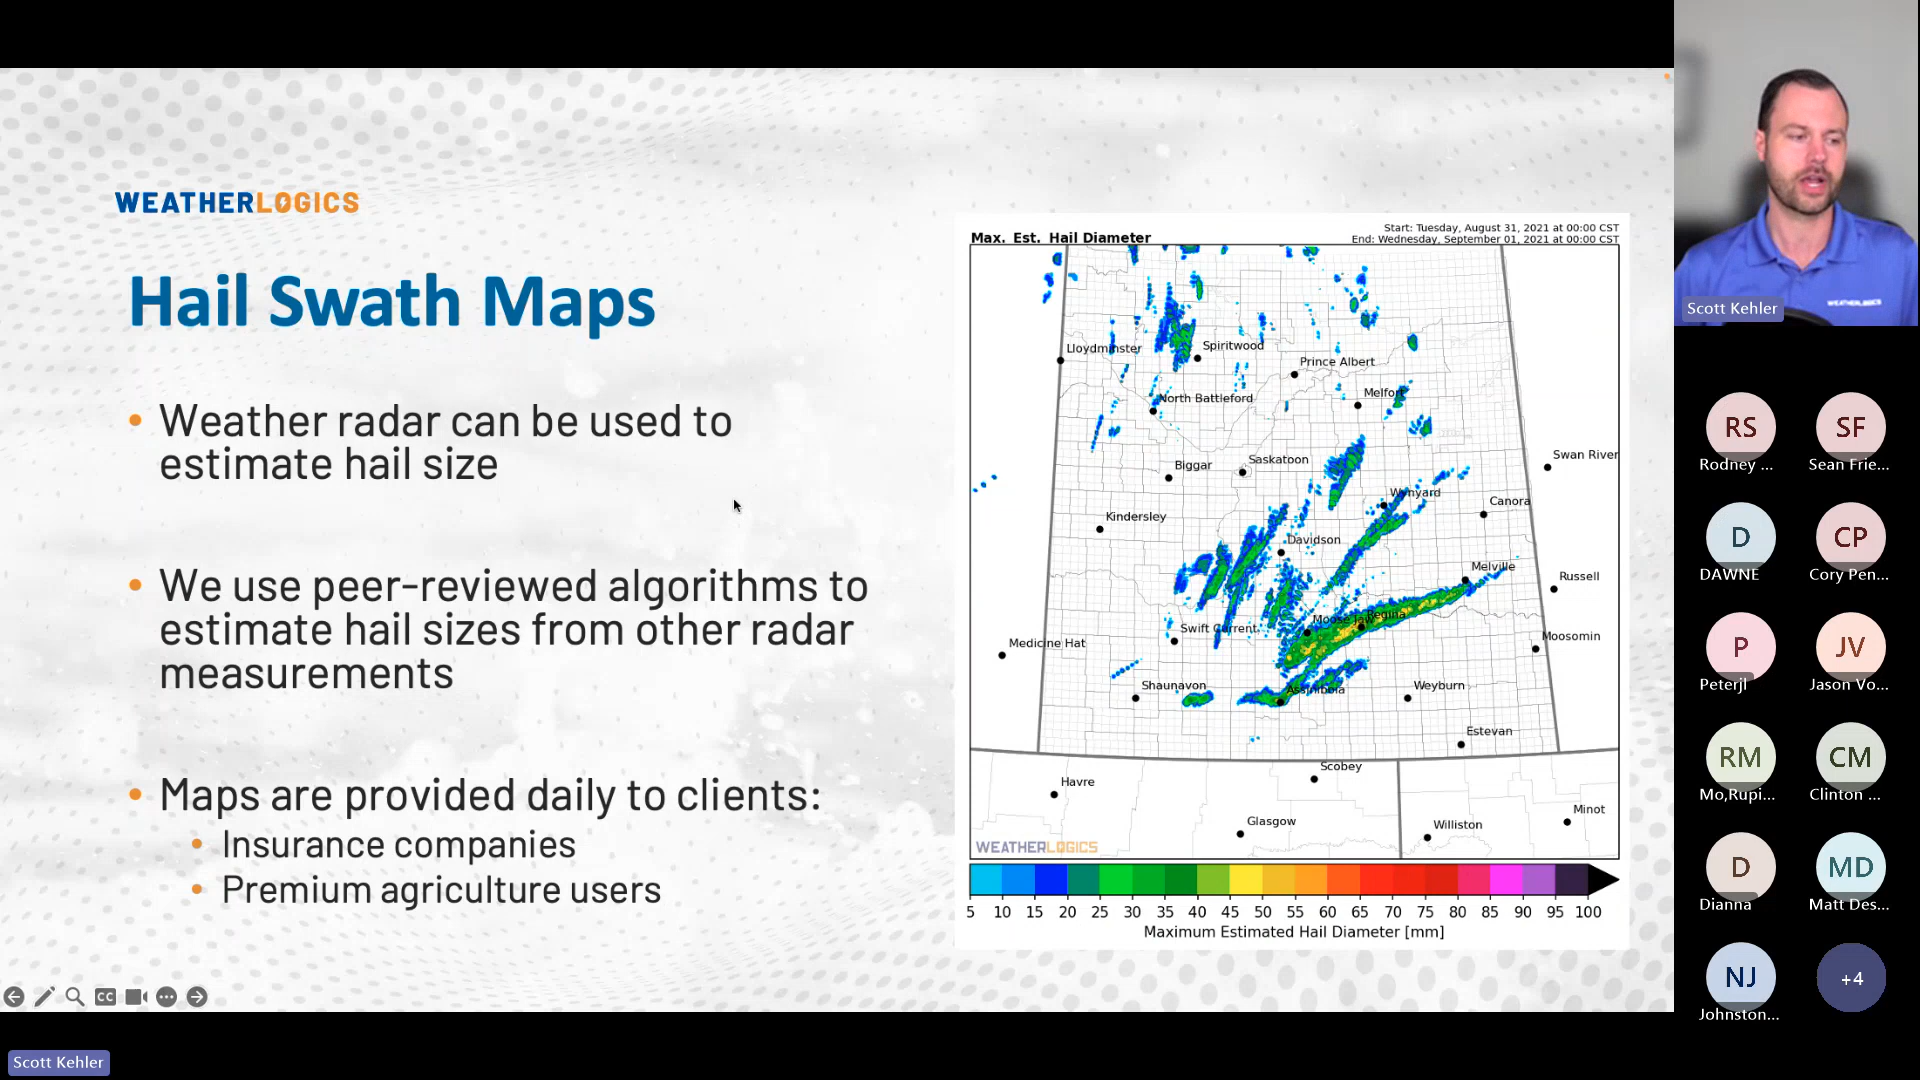 WEATHERLOGICS
Hail Swath Maps
• Weather radar can be used to
estimate hail size
• We use peer-reviewed algorithms to
estimate hail sizes from other radar
measurements
• Maps are provided daily to clients:
• Insurance companies
• Premium agriculture users
Max. Est. Hail Diameter
Start: Tuesday, August 31, 2021 at 00:00 CST
End: Wednesday, September 01, 2021 at 00:00 CST
Lloydminster
Spiritwood
Prince Albert
North Battleford
Melfort
Swan River
Biggar
Saskatoon
Wynyard
Canora
Kindersley
Davidson
Melville
Russell
Swift Current
Moose Jaw
Regina
Medicine Hat
Moosomin
Shaunavon
Assiniboia
Weyburn
Estevan
Scobey
Havre
Glasgow
Williston
Minot
WEATHERLOGICS
5 10 15 20 25 30 35 40 45 50 55 60 65 70 75 80 85 90 95 100
Maximum Estimated Hail Diameter [mm]
CC
Scott Kehler
WEATHERLOGICS
Scott Kehler
RS
SF
Rodney ...
Sean Frie...
D
CP
DAWNE
Cory Pen...
P
JV
Peterjl
Jason Vo...
RM
CM
Mo,Rupi...
Clinton ...
D
MD
Dianna
Matt Des...
NJ
+4
Johnston...